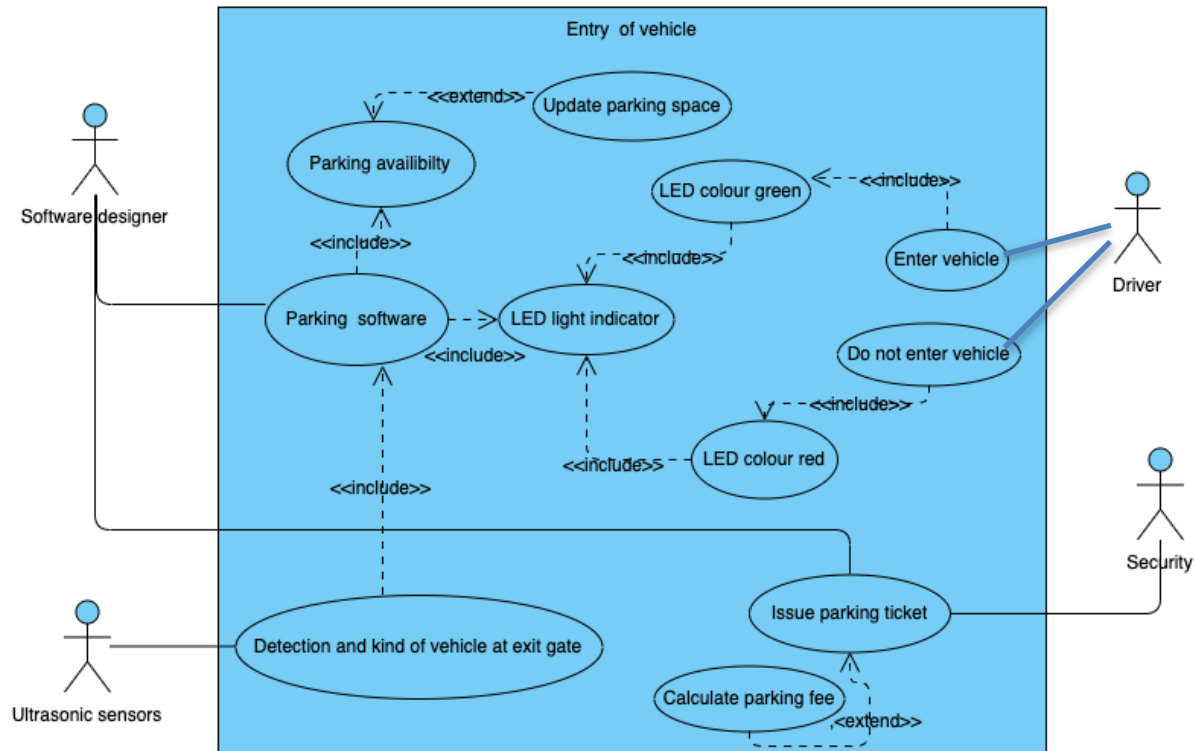 Entry of vehicle
<<extend>>
Update parking space
Parking availibilty
LED colour green
<<include>>
Software designer
<<include>>
<<include>>
Enter vehicle
Driver
Parking software
LED light indicator
<<include>>
Do not enter vehicle
<<include>>
LED colour red
<<include>>
<<include>>
Security
Issue parking ticket
Detection and kind of vehicle at exit gate
Calculate parking fee
Ultrasonic sensors
<extend>>